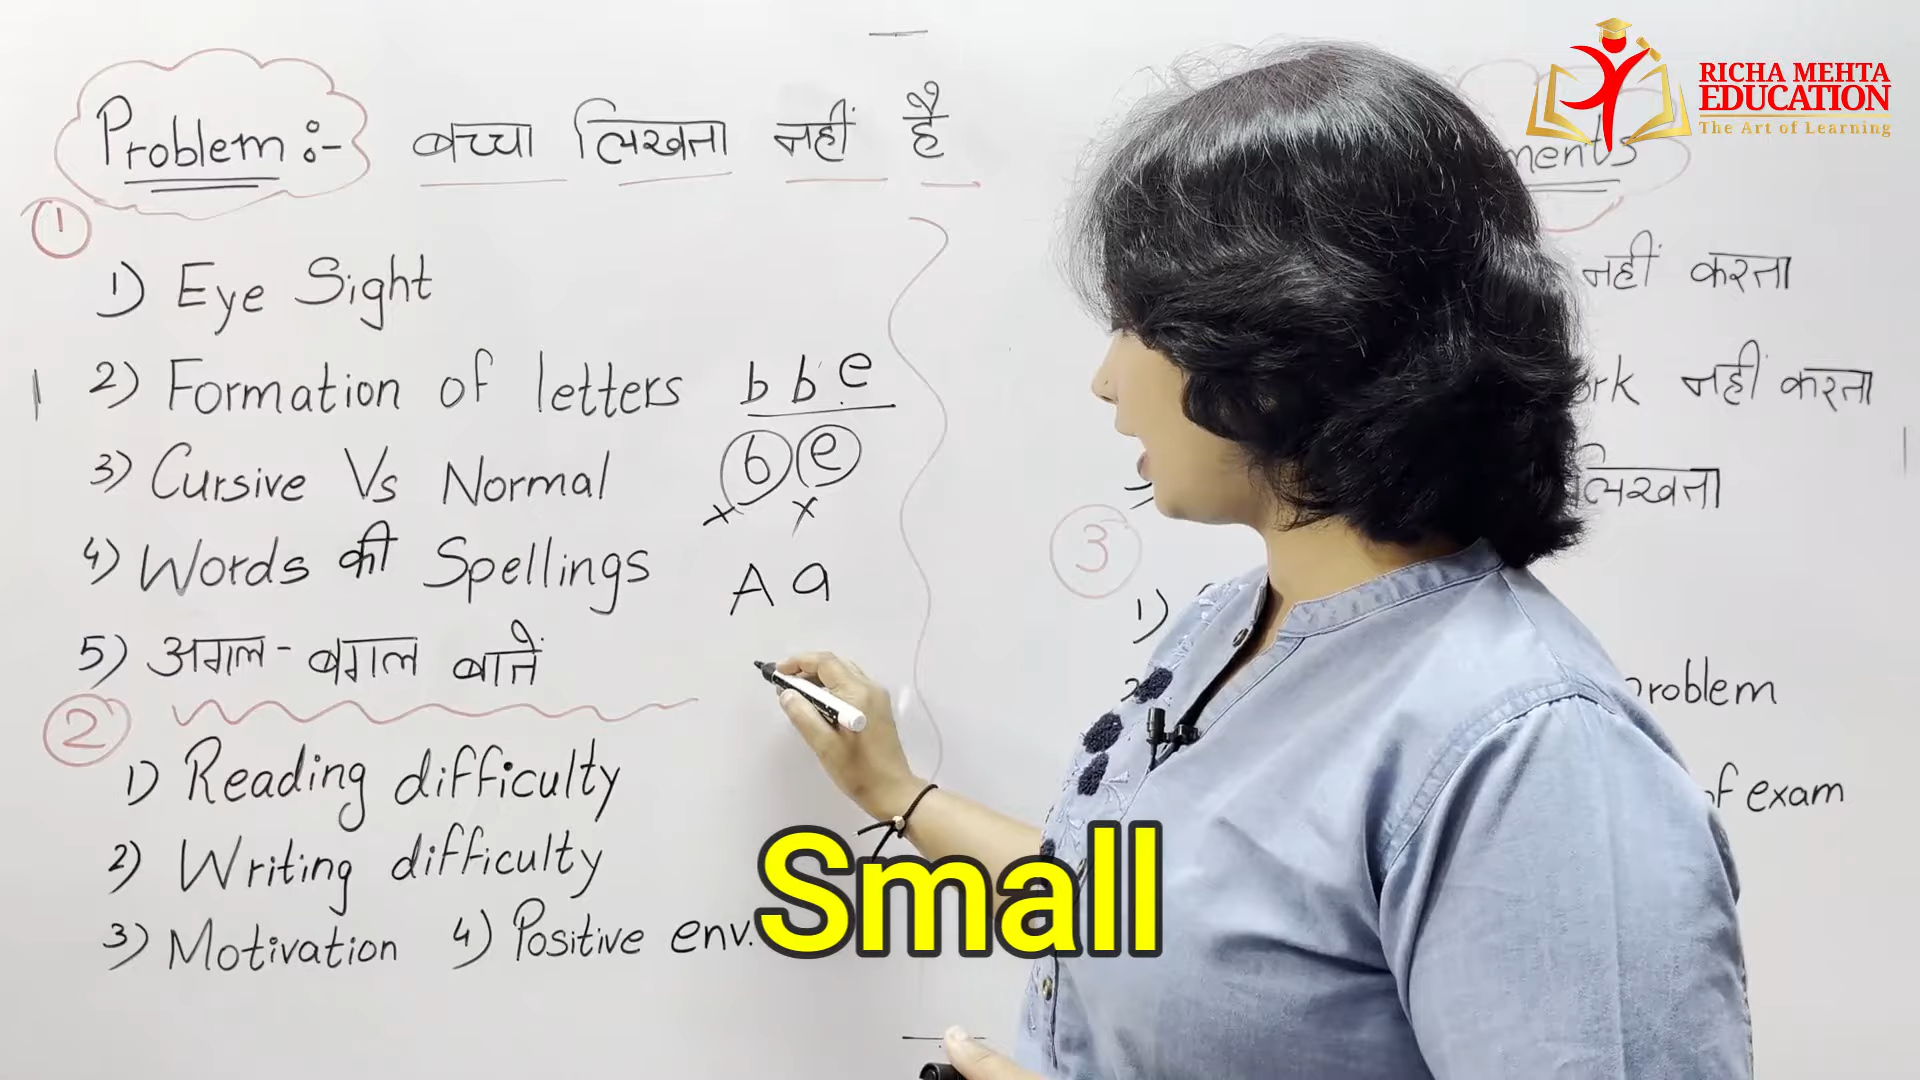 Problem :-
बच्चा लिखता नहीं है
1
1) Eye Sight
2) Formation of letters
b b e
3) Cursive Vs Normal
b e
x x
4) Words की Spellings
A a
5) अगल - बगल बातें
2
1) Reading difficulty
2) Writing difficulty
3) Motivation 4) Positive env.
नहीं करता
नहीं करता
लिखता
3
1)
exam
Small
RICHA MEHTA
EDUCATION
The Art of Learning